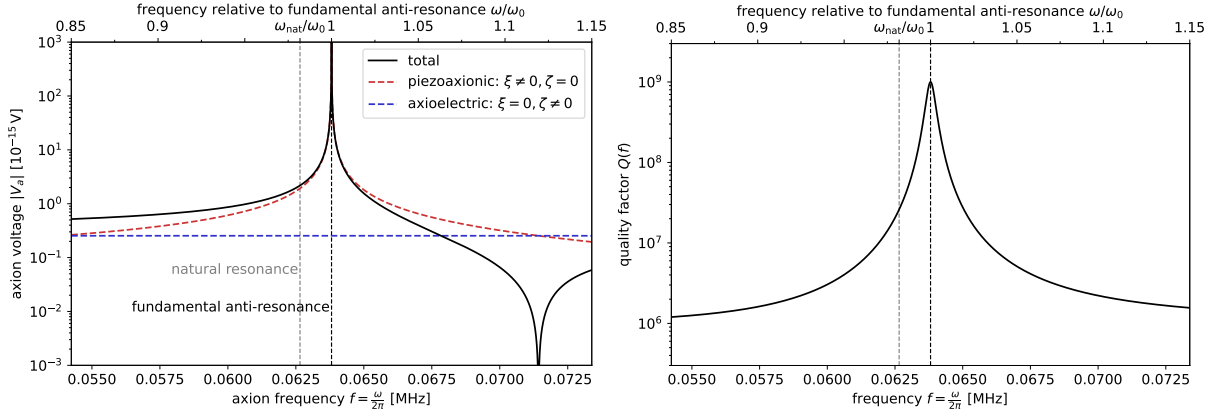 frequency relative to fundamental anti-resonance ω/ω₀
0.85 0.9 ω_nat/ω₀ 1 1.05 1.1 1.15
10³
10²
10¹
10⁰
10⁻¹
10⁻²
10⁻³
axion voltage |Vₐ| [10⁻¹⁵ V]
total
piezoaxionic: ξ ≠ 0, ζ = 0
axioelectric: ξ = 0, ζ ≠ 0
natural resonance
fundamental anti-resonance
0.0550 0.0575 0.0600 0.0625 0.0650 0.0675 0.0700 0.0725
axion frequency f = ω/2π [MHz]
frequency relative to fundamental anti-resonance ω/ω₀
0.85 0.9 ω_nat/ω₀ 1 1.05 1.1 1.15
10⁹
10⁸
10⁷
10⁶
quality factor Q(f)
0.0550 0.0575 0.0600 0.0625 0.0650 0.0675 0.0700 0.0725
frequency f = ω/2π [MHz]